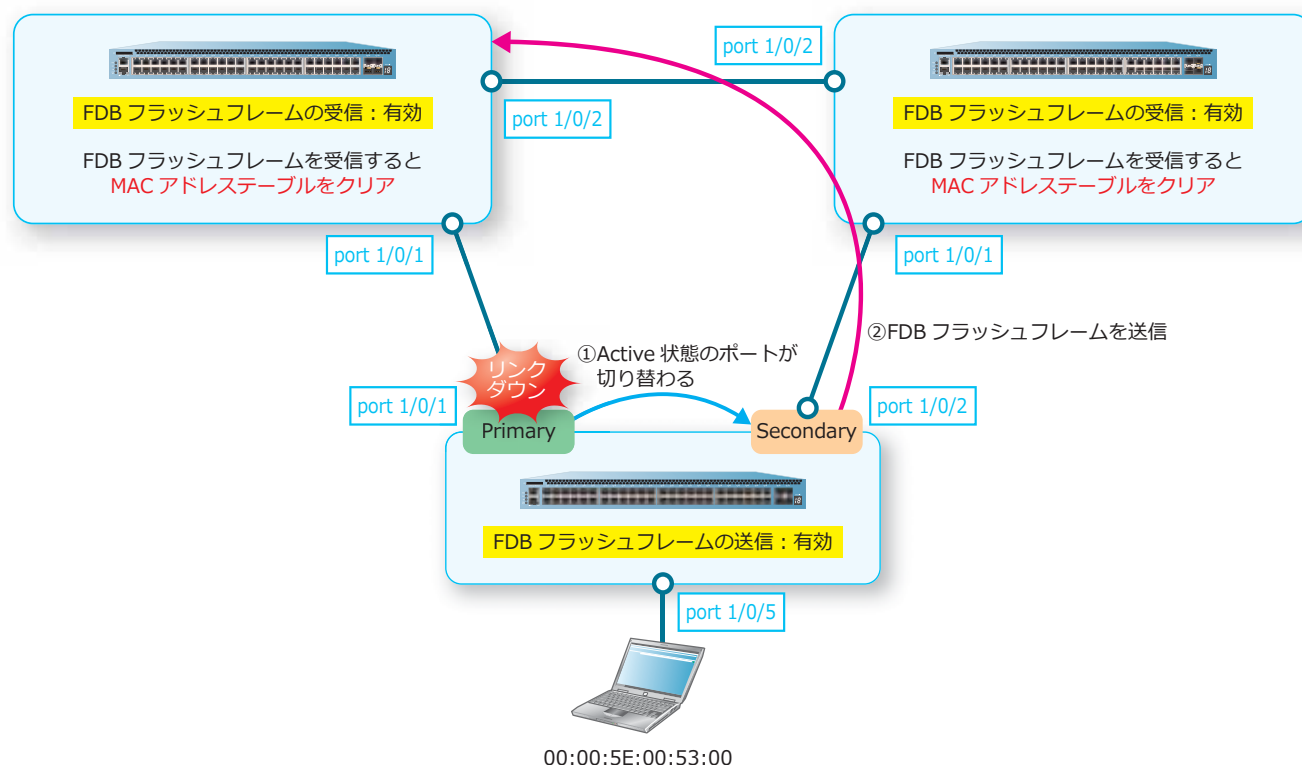 port 1/0/2
FDB フラッシュフレームの受信：有効
FDB フラッシュフレームの受信：有効
port 1/0/2
FDB フラッシュフレームを受信すると
MAC アドレステーブルをクリア
FDB フラッシュフレームを受信すると
MAC アドレステーブルをクリア
port 1/0/1
port 1/0/1
②FDB フラッシュフレームを送信
①Active 状態のポートが
切り替わる
リンク
ダウン
port 1/0/1
port 1/0/2
Primary
Secondary
FDB フラッシュフレームの送信：有効
port 1/0/5
00:00:5E:00:53:00